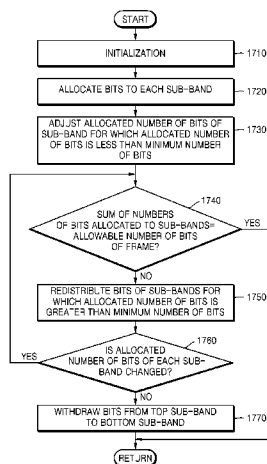 START
INITIALIZATION
1710
ALLOCATE BITS TO EACH SUB-BAND
1720
ADJUST ALLOCATED NUMBER OF BITS OF
SUB-BAND FOR WHICH ALLOCATED NUMBER
OF BITS IS LESS THAN MINIMUM NUMBER
OF BITS
1730
1740
SUM OF NUMBERS
OF BITS ALLOCATED TO SUB-BANDS=
ALLOWABLE NUMBER OF BITS
OF FRAME?
YES
NO
REDISTRIBUTE BITS OF SUB-BANDS FOR
WHICH ALLOCATED NUMBER OF BITS IS
GREATER THAN MINIMUM NUMBER OF BITS
1750
1760
IS ALLOCATED
NUMBER OF BITS OF EACH SUB-
BAND CHANGED?
YES
NO
WITHDRAW BITS FROM TOP SUB-BAND
TO BOTTOM SUB-BAND
1770
RETURN